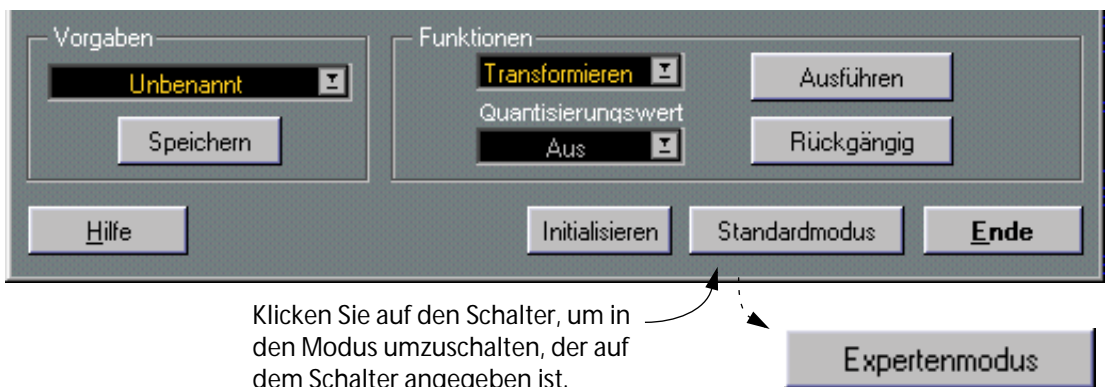 Vorgaben
Unbenannt
Speichern
Funktionen
Transformieren
Quantisierungswert
Aus
Ausführen
Rückgängig
Hilfe
Initialisieren
Standardmodus
Ende
Klicken Sie auf den Schalter, um in
den Modus umzuschalten, der auf
dem Schalter angegeben ist.
Expertenmodus